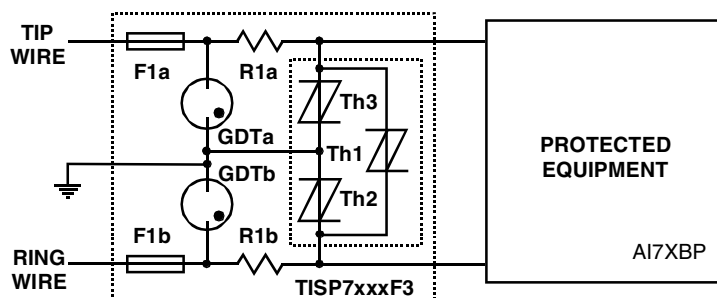 TIP
WIRE
F1a
R1a
Th3
GDTa
Th1
PROTECTED
EQUIPMENT
GDTb
Th2
F1b
R1b
RING
WIRE
AI7XBP
TISP7xxxF3